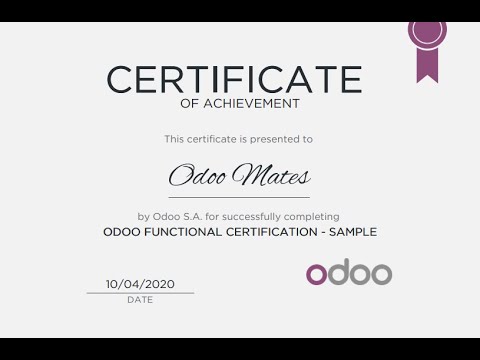 CERTIFICATE
OF ACHIEVEMENT
This certificate is presented to
Odoo Mates
by Odoo S.A. for successfully completing
ODOO FUNCTIONAL CERTIFICATION - SAMPLE
10/04/2020
DATE
odoo